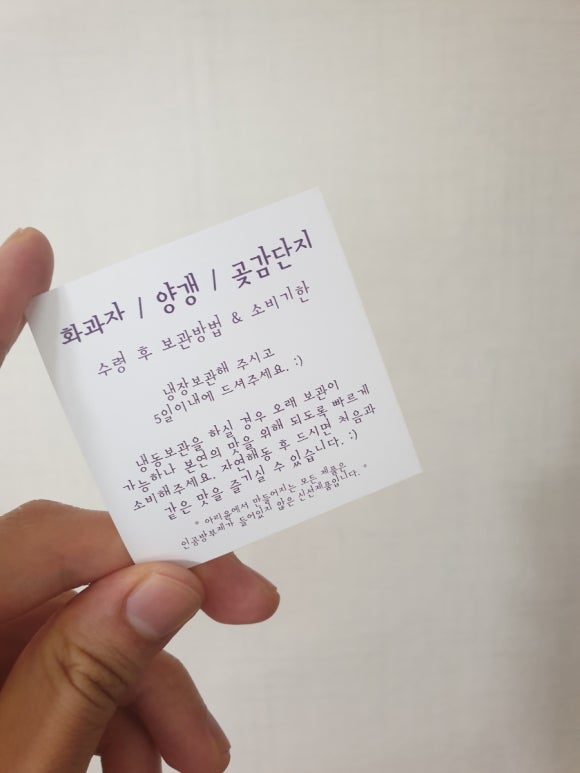 화과자 / 양갱 / 곶감단지
수령 후 보관방법 & 소비기한
냉장보관해 주시고
5일이내에 드셔주세요. :)
냉동보관을 하실 경우 오래 보관이
가능하나 본연의 맛을 위해 되도록 빠르게
소비해주세요. 자연해동 후 드시면 처음과
같은 맛을 즐기실 수 있습니다. :)
* 아리울에서 만들어지는 모든 제품은
인공방부제가 들어있지 않은 신선제품입니다. *